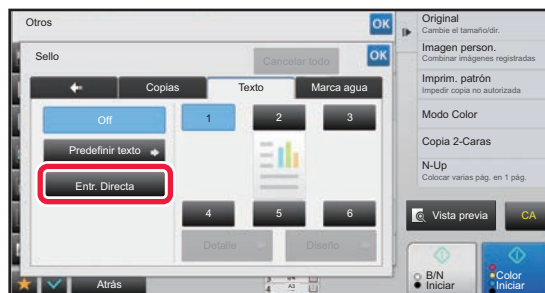 Otros
OK
Sello
Cancelar todo
OK
Copias
Texto
Marca agua
Off
1
2
3
Predefinir texto
Entr. Directa
4
5
6
Detalle
Diseño
Atrás
Original
Cambie el tamaño/dir.
Imagen person.
Combinar imágenes registradas
Imprim. patrón
Impedir copia no autorizada
Modo Color
Copia 2-Caras
N-Up
Colocar varias pág. en 1 pág.
Vista previa
CA
B/N
Iniciar
Color
Iniciar
3
4
A3